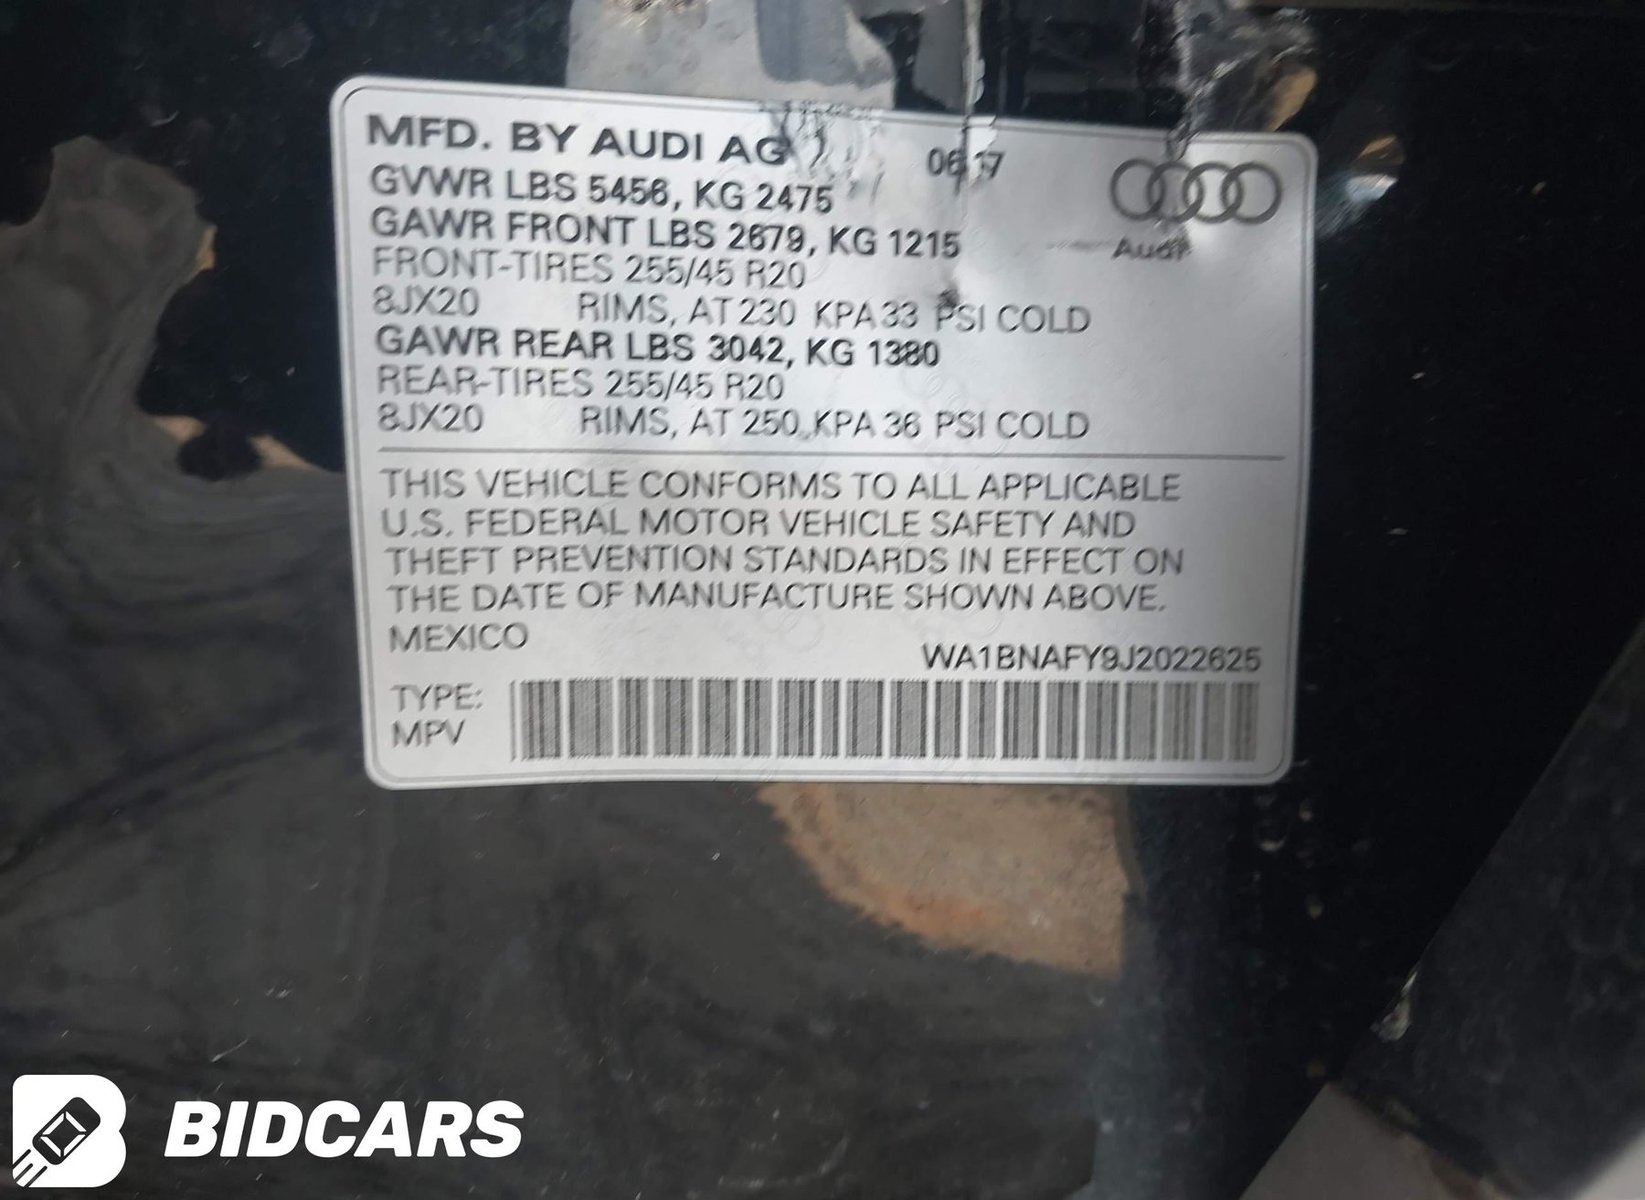 MFD. BY AUDI AG 06/17
GVWR LBS 5456, KG 2475
GAWR FRONT LBS 2679, KG 1215
Audi
FRONT-TIRES 255/45 R20
8JX20 RIMS, AT 230 KPA 33 PSI COLD
GAWR REAR LBS 3042, KG 1380
REAR-TIRES 255/45 R20
8JX20 RIMS, AT 250 KPA 36 PSI COLD
THIS VEHICLE CONFORMS TO ALL APPLICABLE
U.S. FEDERAL MOTOR VEHICLE SAFETY AND
THEFT PREVENTION STANDARDS IN EFFECT ON
THE DATE OF MANUFACTURE SHOWN ABOVE.
MEXICO
WA1BNAFY9J2022625
TYPE:
MPV
BIDCARS